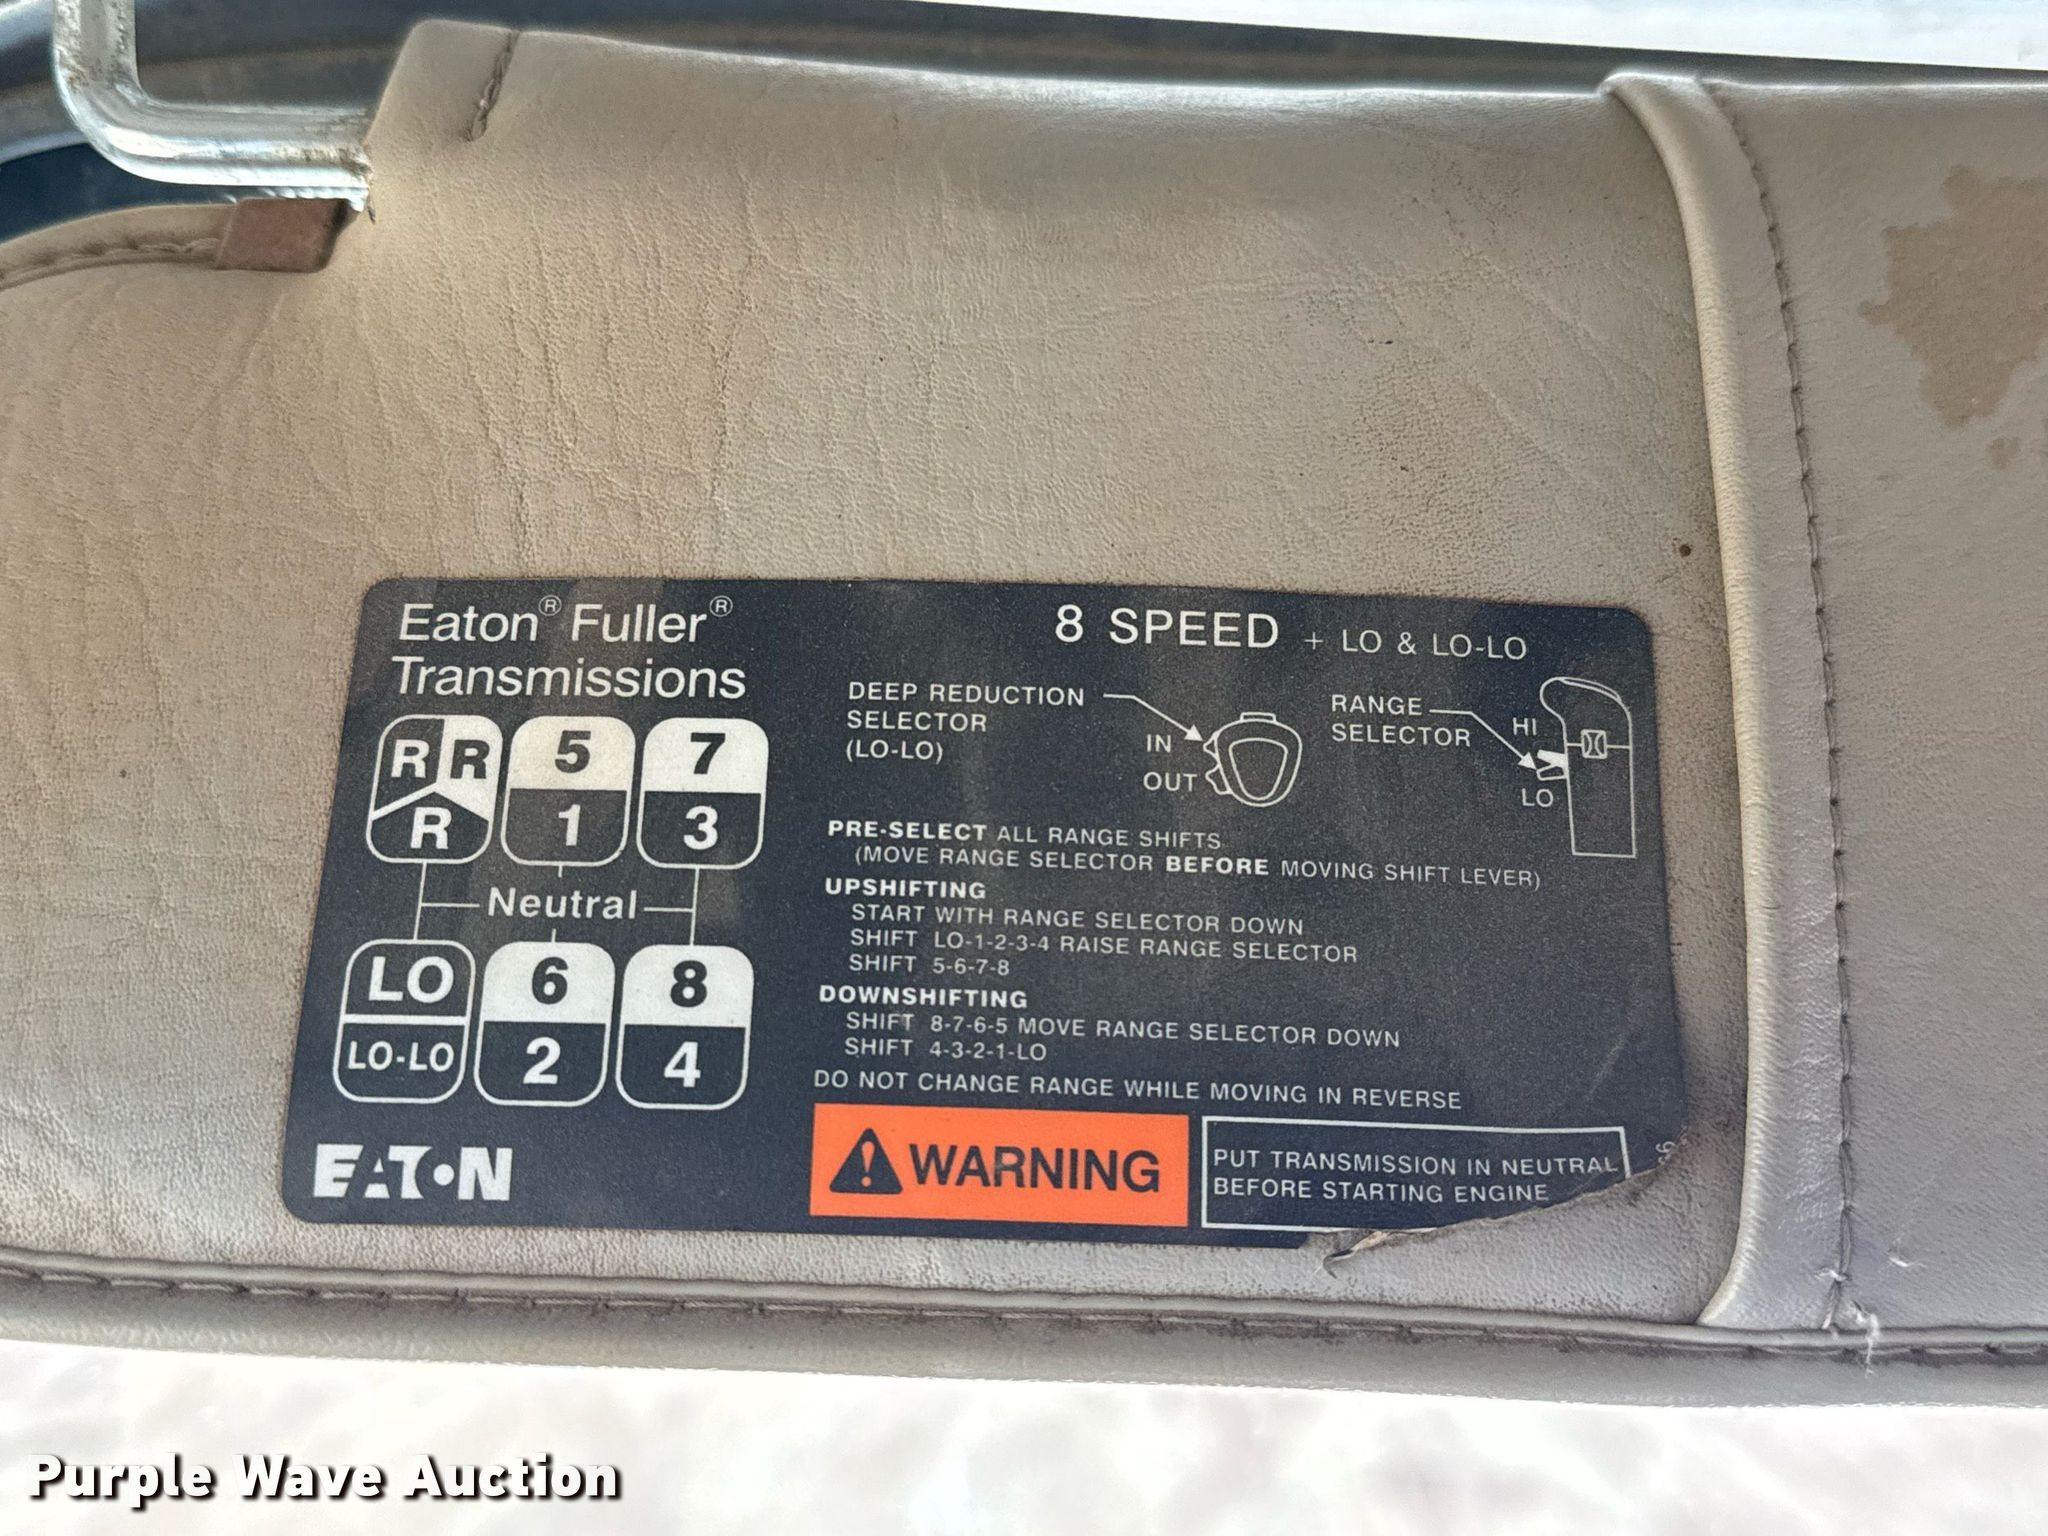 Eaton® Fuller®
Transmissions
8 SPEED + LO & LO-LO
R R
R
5
1
7
3
Neutral
LO
LO-LO
6
2
8
4
EATON
DEEP REDUCTION
SELECTOR
(LO-LO)
IN
OUT
RANGE
SELECTOR
HI
LO
PRE-SELECT ALL RANGE SHIFTS
(MOVE RANGE SELECTOR BEFORE MOVING SHIFT LEVER)
UPSHIFTING
START WITH RANGE SELECTOR DOWN
SHIFT LO-1-2-3-4 RAISE RANGE SELECTOR
SHIFT 5-6-7-8
DOWNSHIFTING
SHIFT 8-7-6-5 MOVE RANGE SELECTOR DOWN
SHIFT 4-3-2-1-LO
DO NOT CHANGE RANGE WHILE MOVING IN REVERSE
WARNING
PUT TRANSMISSION IN NEUTRAL
BEFORE STARTING ENGINE
Purple Wave Auction